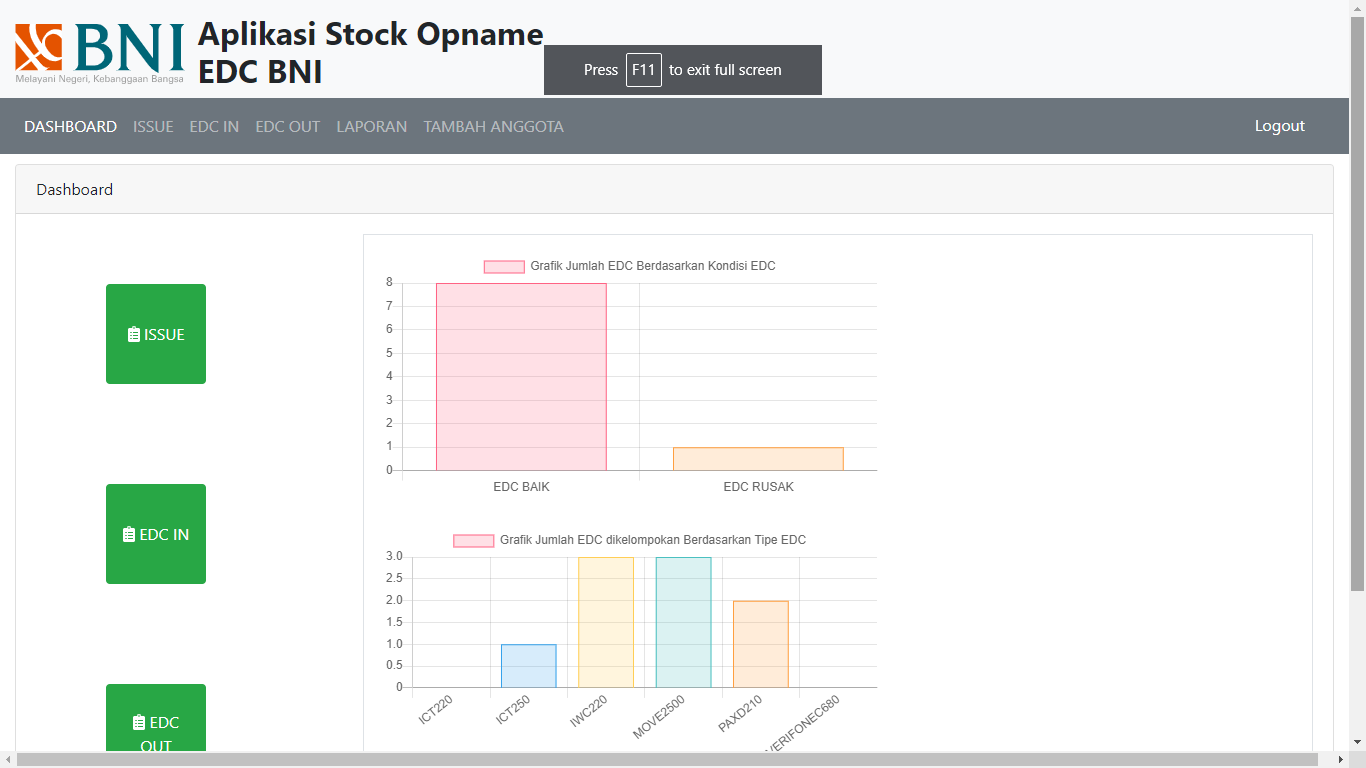 BNI
Melayani Negeri, Kebanggaan Bangsa
Aplikasi Stock Opname
EDC BNI
Press F11 to exit full screen
DASHBOARD ISSUE EDC IN EDC OUT LAPORAN TAMBAH ANGGOTA Logout
Dashboard
ISSUE
EDC IN
EDC
OUT
Grafik Jumlah EDC Berdasarkan Kondisi EDC
8
7
6
5
4
3
2
1
0
EDC BAIK EDC RUSAK
Grafik Jumlah EDC dikelompokan Berdasarkan Tipe EDC
3.0
2.5
2.0
1.5
1.0
0.5
0
ICT220 ICT250 IWC220 MOVE2500 PAXD210 VERIFONEC680